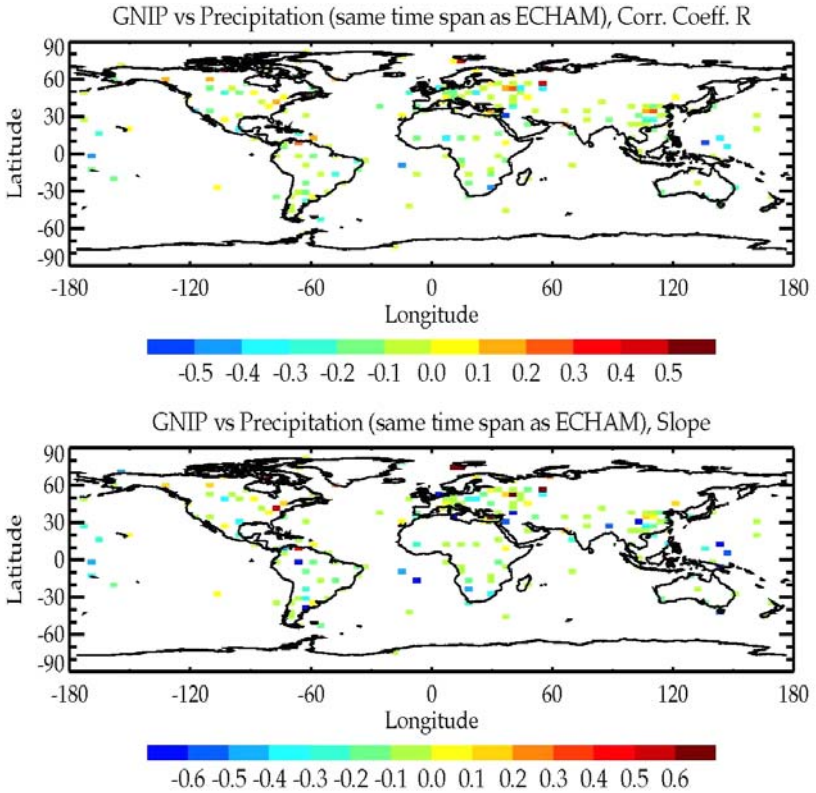 GNIP vs Precipitation (same time span as ECHAM), Corr. Coeff. R
90
60
30
0
-30
-60
-90
Latitude
-180 -120 -60 0 60 120 180
Longitude
-0.5 -0.4 -0.3 -0.2 -0.1 0.0 0.1 0.2 0.3 0.4 0.5
GNIP vs Precipitation (same time span as ECHAM), Slope
90
60
30
0
-30
-60
-90
Latitude
-180 -120 -60 0 60 120 180
Longitude
-0.6 -0.5 -0.4 -0.3 -0.2 -0.1 0.0 0.1 0.2 0.3 0.4 0.5 0.6